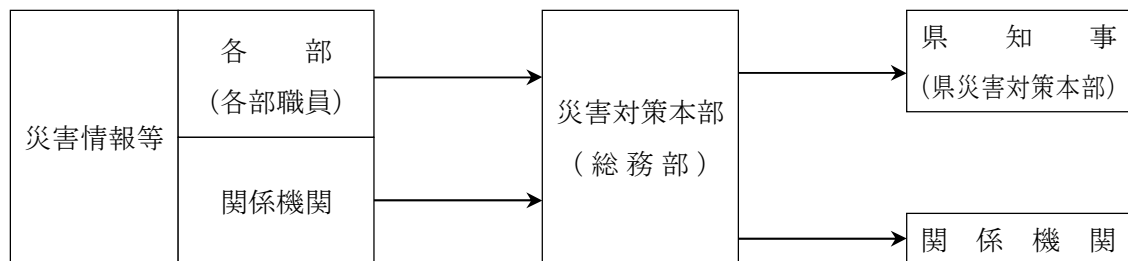 災害情報等
各部
(各部職員)
関係機関
災害対策本部
(総務部)
県知事
(県災害対策本部)
関係機関